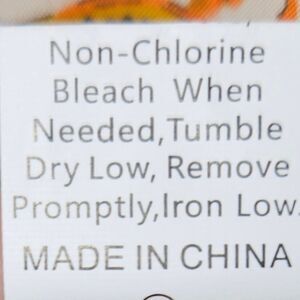 Non-Chlorine
Bleach When
Needed,Tumble
Dry Low, Remove
Promptly,Iron Low.
MADE IN CHINA